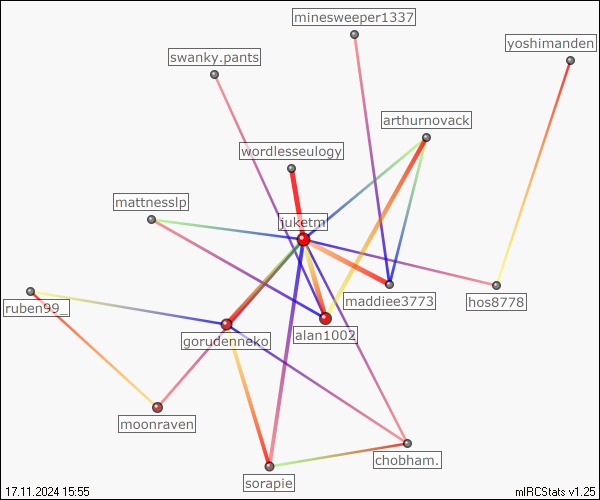 minesweeper1337
yoshimanden
swanky.pants
arthurnovack
wordlesseulogy
mattnesslp
juketm
maddiee3773
hos8778
ruben99_
alan1002
gorudenneko
moonraven
chobham.
sorapie
17.11.2024 15:55
mIRCStats v1.25